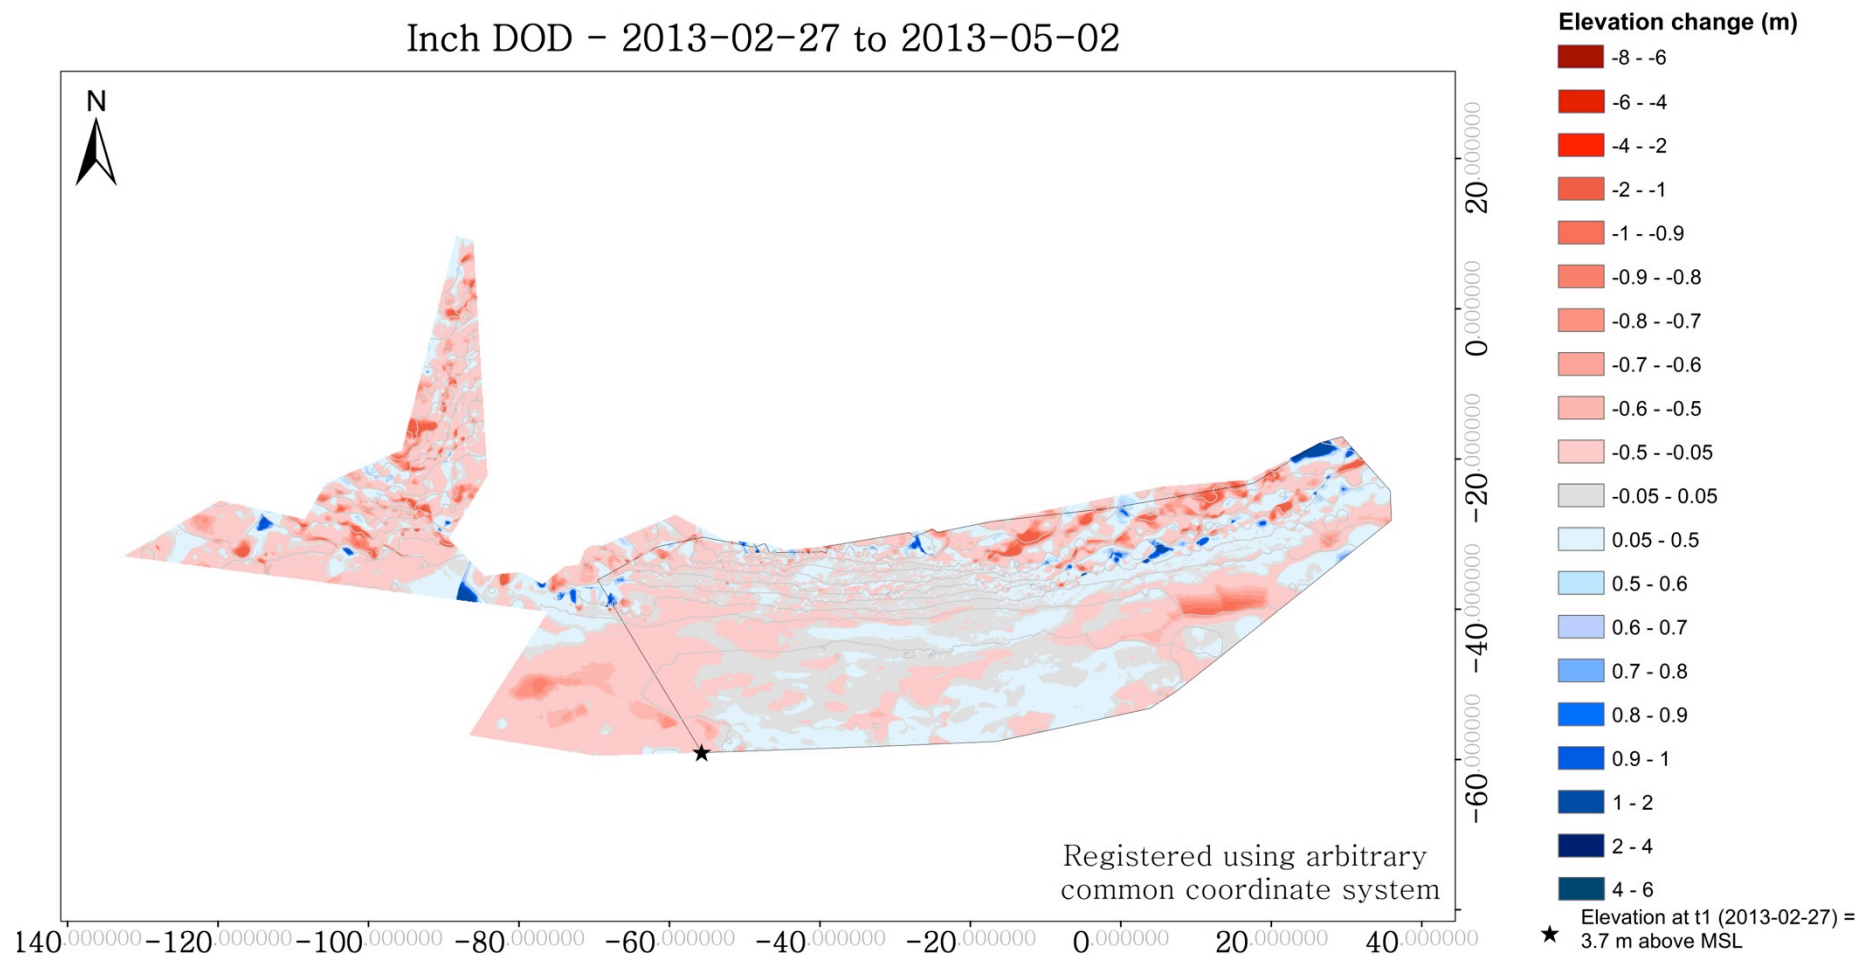 Inch DOD - 2013-02-27 to 2013-05-02
N
20.000000
0.000000
-20.000000
-40.000000
-60.000000
140.000000
-120.000000
-100.000000
-80.000000
-60.000000
-40.000000
-20.000000
0.000000
20.000000
40.000000
Registered using arbitrary
common coordinate system
Elevation change (m)
-8 - -6
-6 - -4
-4 - -2
-2 - -1
-1 - -0.9
-0.9 - -0.8
-0.8 - -0.7
-0.7 - -0.6
-0.6 - -0.5
-0.5 - -0.05
-0.05 - 0.05
0.05 - 0.5
0.5 - 0.6
0.6 - 0.7
0.7 - 0.8
0.8 - 0.9
0.9 - 1
1 - 2
2 - 4
4 - 6
Elevation at t1 (2013-02-27) =
3.7 m above MSL